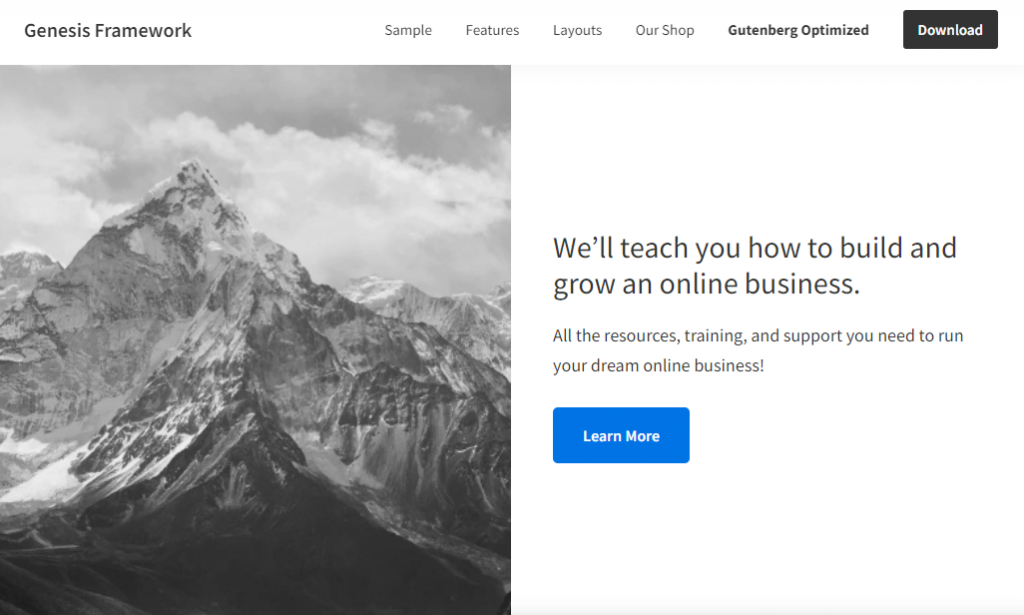 Genesis Framework
Sample Features Layouts Our Shop Gutenberg Optimized Download
We’ll teach you how to build and
grow an online business.
All the resources, training, and support you need to run
your dream online business!
Learn More